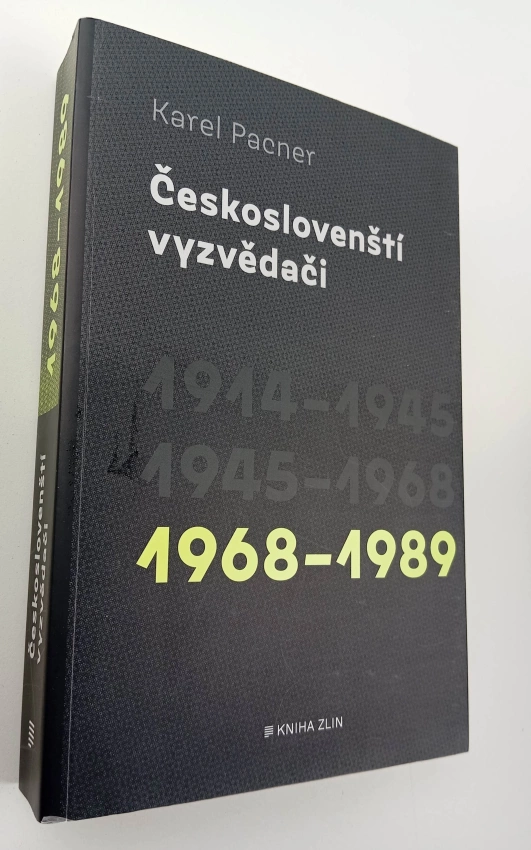 Karel Pacner
Českoslovenští
vyzvědači
1914–1945
1945–1968
1968–1989
KNIHA ZLIN
Českoslovenští
vyzvědači
1968–1989